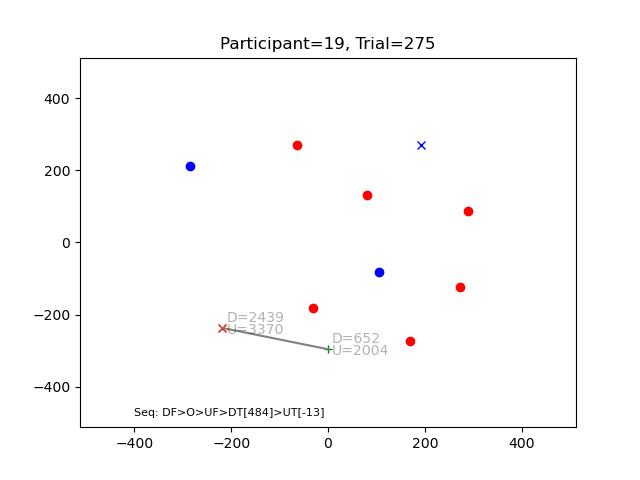 Participant=19, Trial=275
400
200
0
−200
−400
D=2439
U=3370
D=652
U=2004
Seq: DF>O>UF>DT[484]>UT[-13]
−400
−200
0
200
400